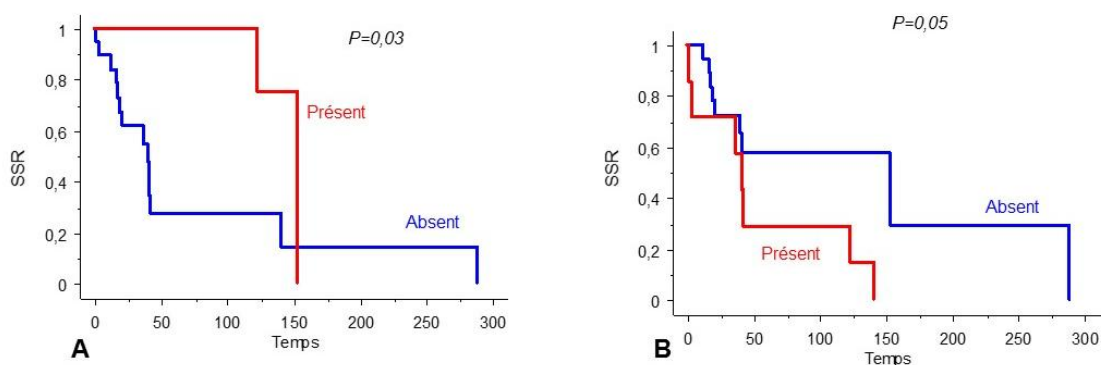 P=0,03
1
0,8
0,6
0,4
0,2
0
SSR
Présent
Absent
0 50 100 150 200 250 300
Temps
A
P=0,05
1
0,8
0,6
0,4
0,2
0
SSR
Absent
Présent
0 50 100 150 200 250 300
Temps
B